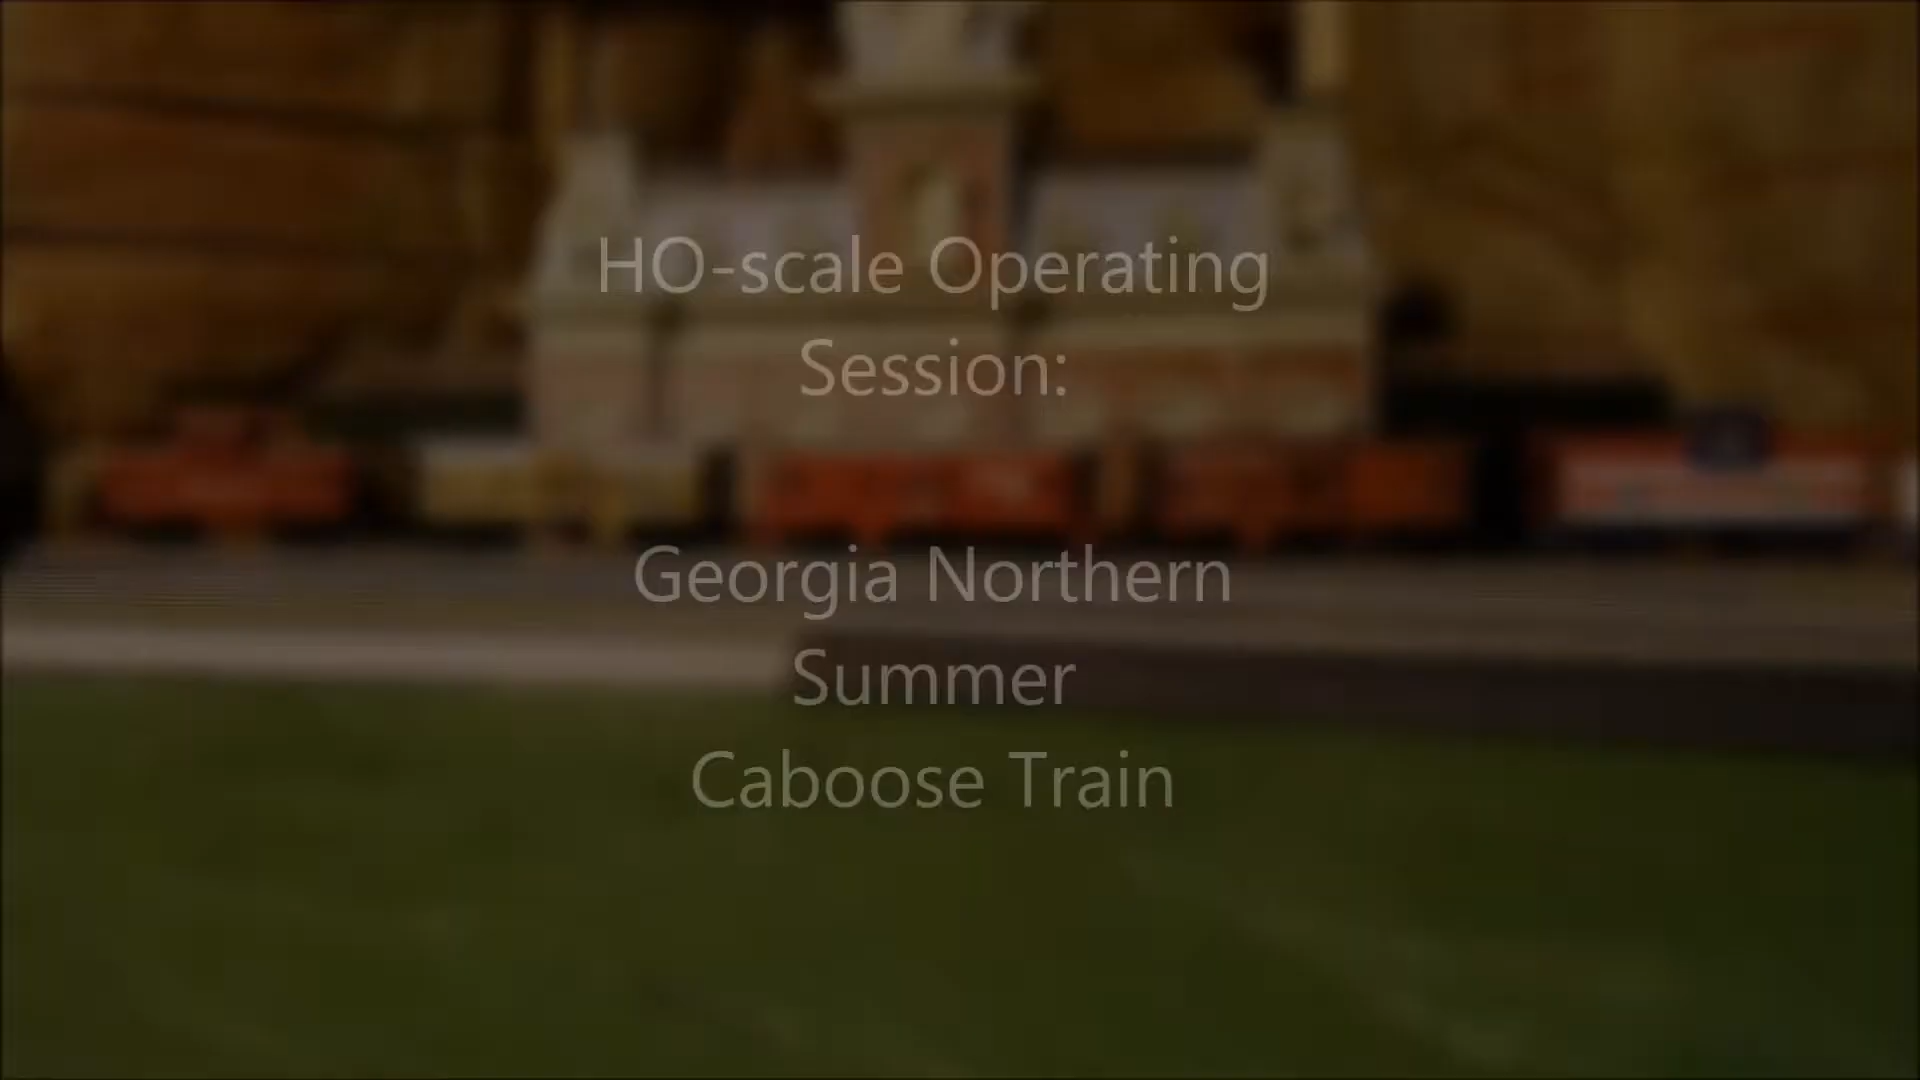 HO-scale Operating
Session:
Georgia Northern
Summer
Caboose Train